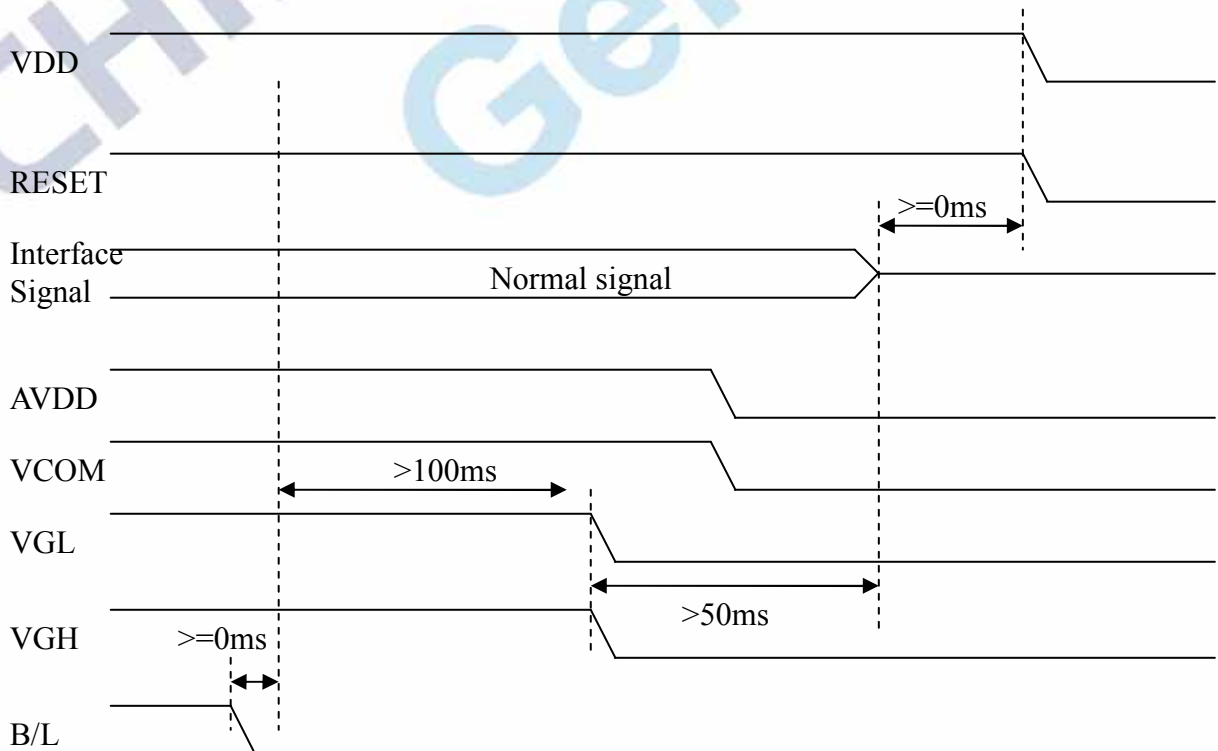 VDD
RESET
>=0ms
Interface
Signal
Normal signal
AVDD
VCOM
>100ms
VGL
>50ms
VGH
>=0ms
B/L